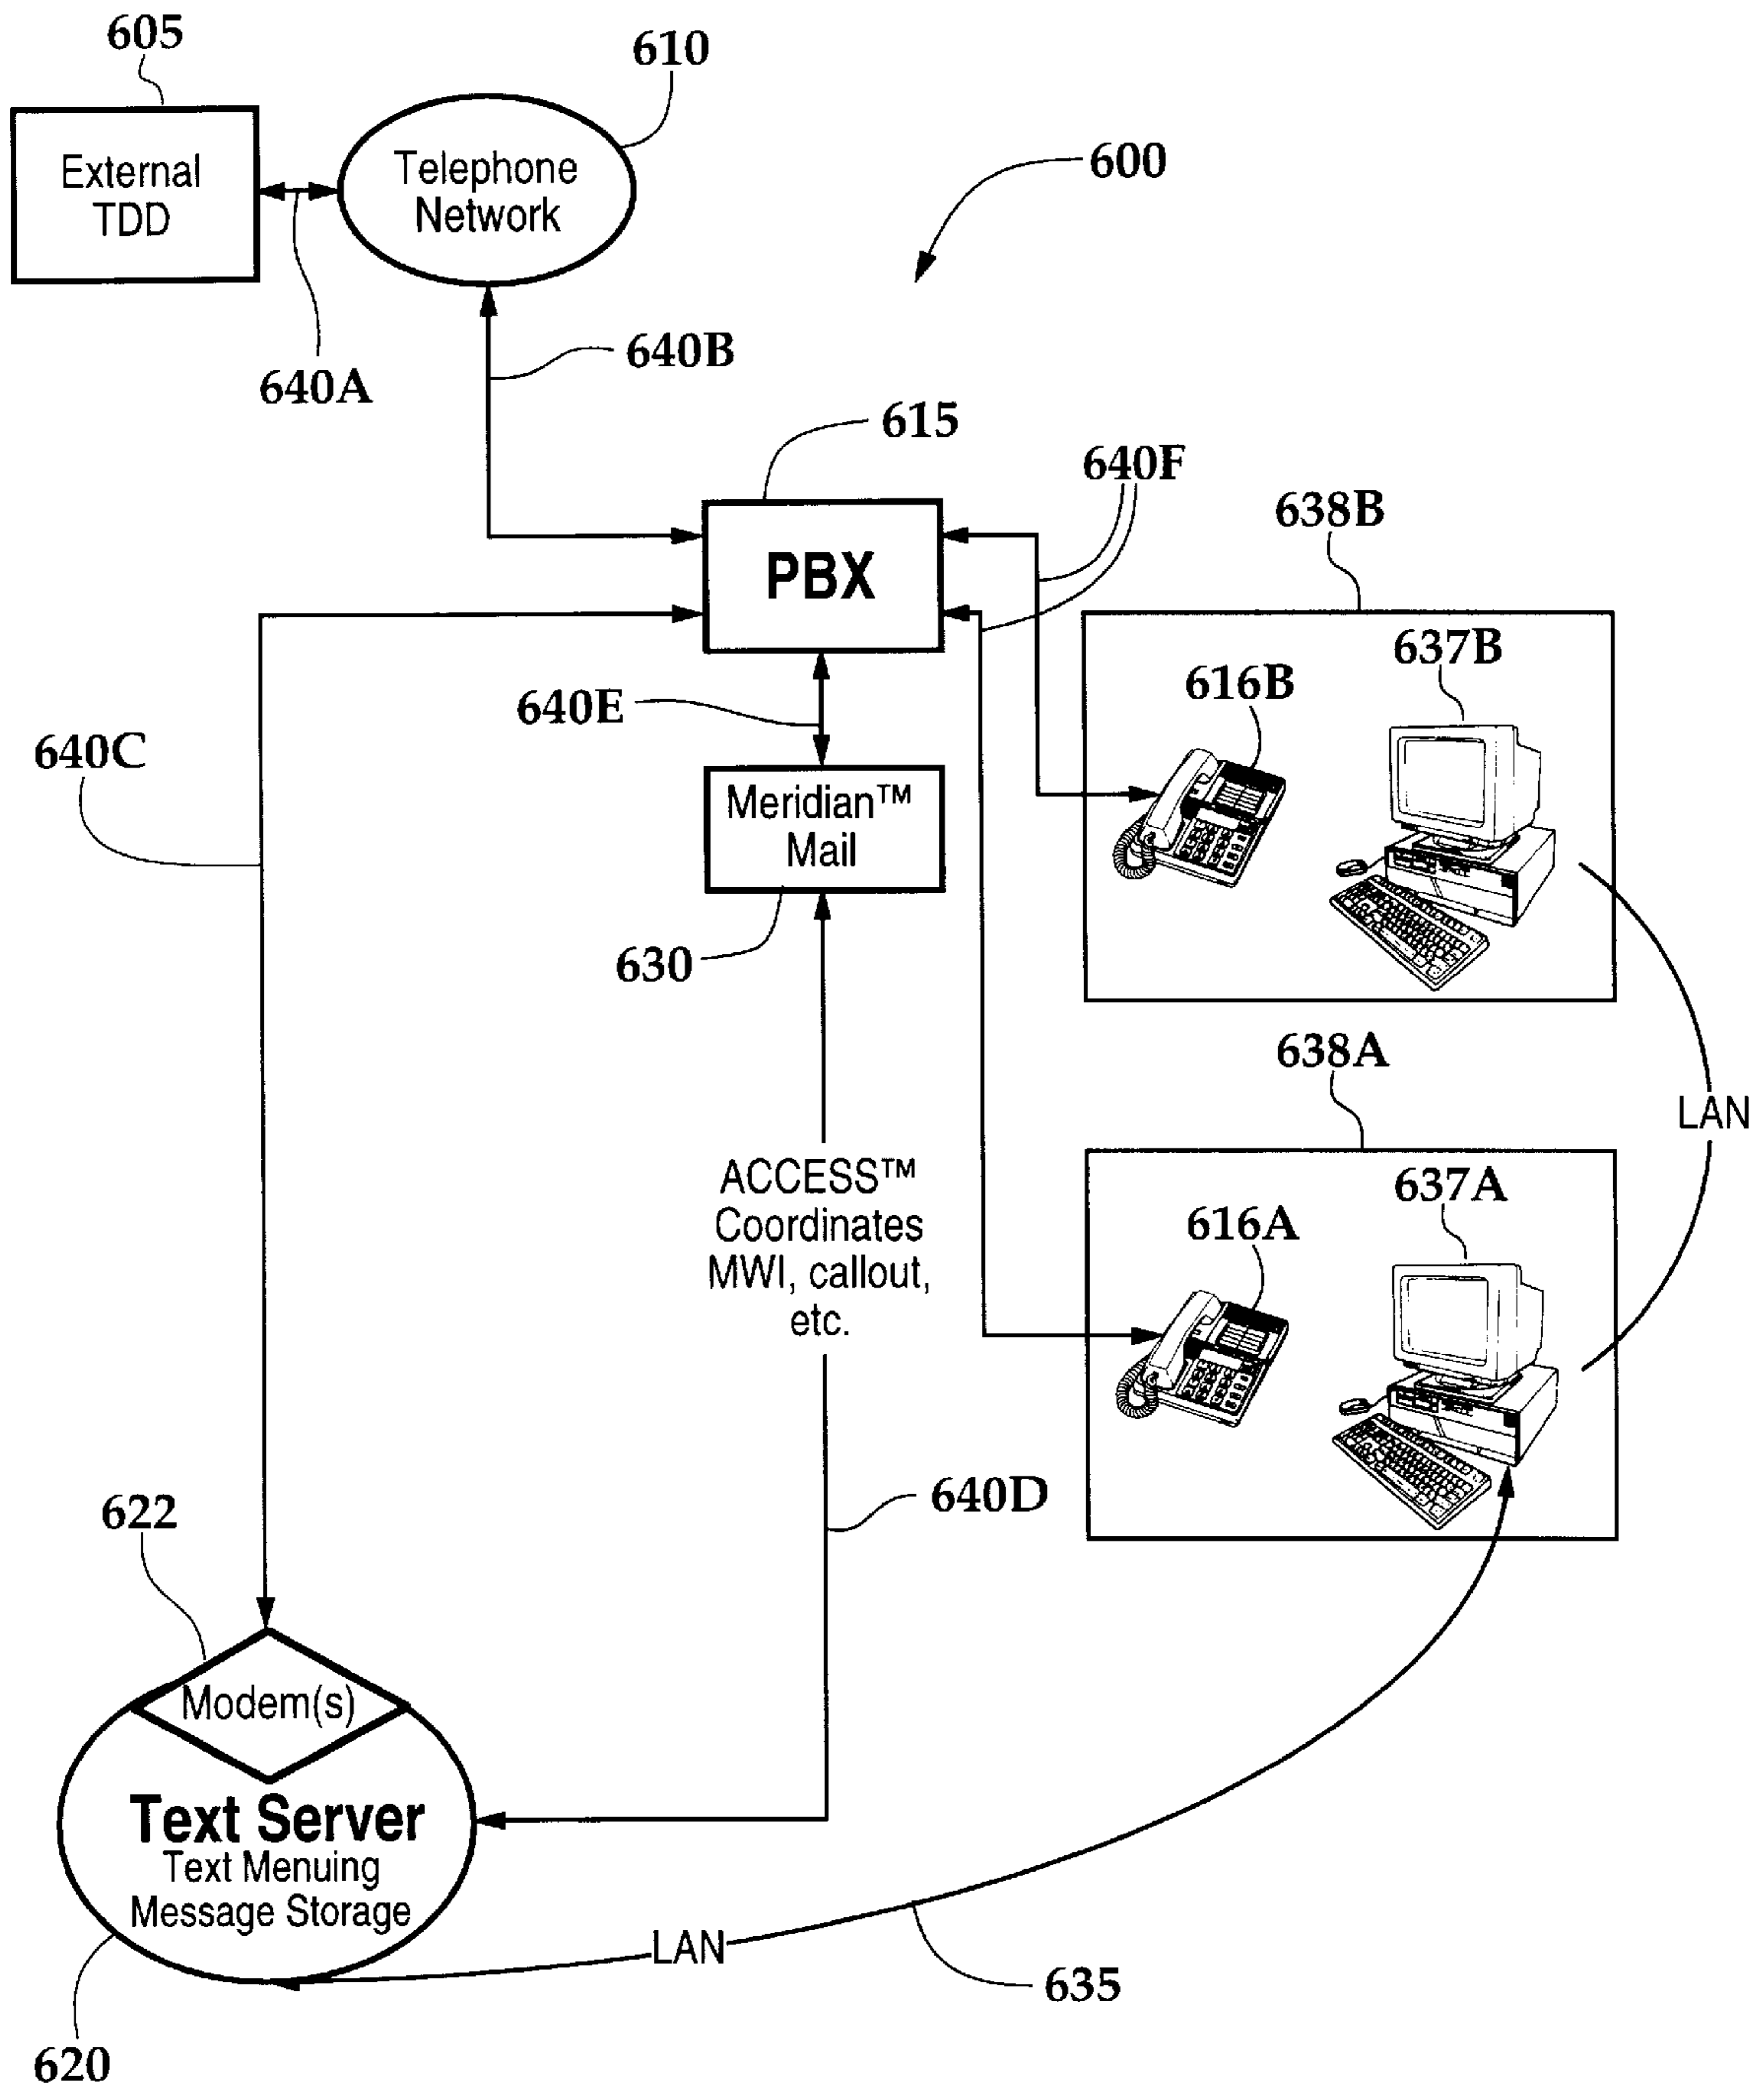 605
610
External
TDD
Telephone
Network
600
640A
640B
615
640F
638B
PBX
637B
616B
640E
640C
Meridian™
Mail
630
638A
LAN
ACCESS™
Coordinates
MWI, callout,
etc.
637A
616A
640D
622
Modem(s)
Text Server
Text Menuing
Message Storage
LAN
635
620